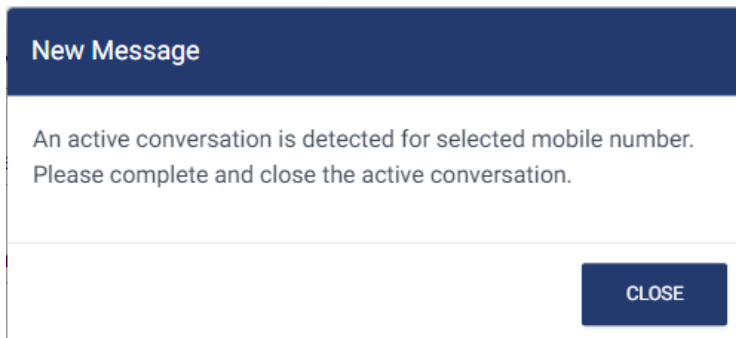 New Message
An active conversation is detected for selected mobile number.
Please complete and close the active conversation.
CLOSE